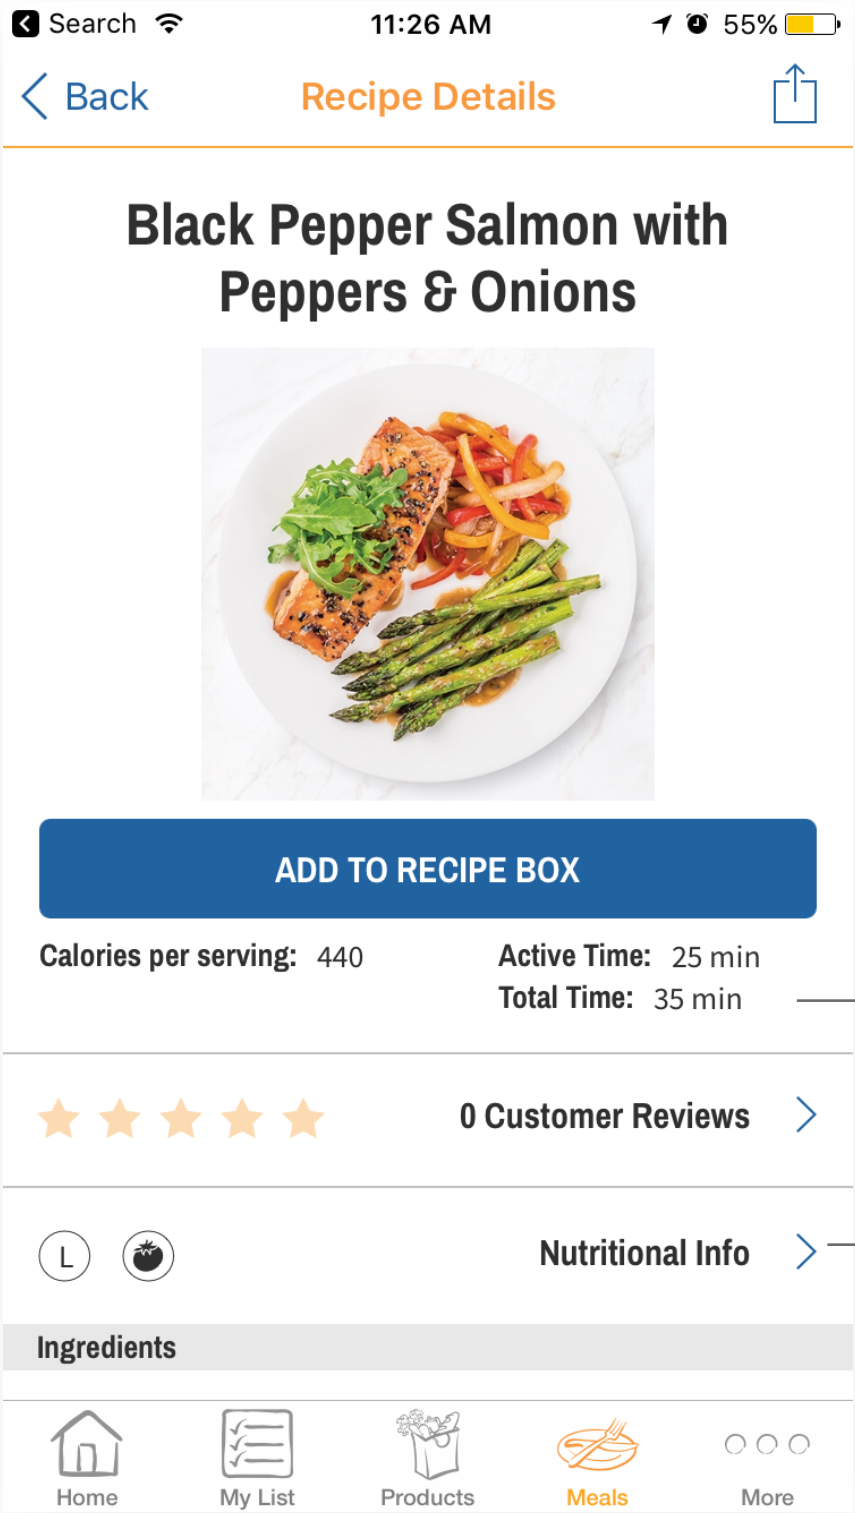 Search 11:26 AM 55%
Back Recipe Details
Black Pepper Salmon with
Peppers & Onions
ADD TO RECIPE BOX
Calories per serving: 440 Active Time: 25 min
Total Time: 35 min
0 Customer Reviews
L Nutritional Info
Ingredients
Home My List Products Meals More